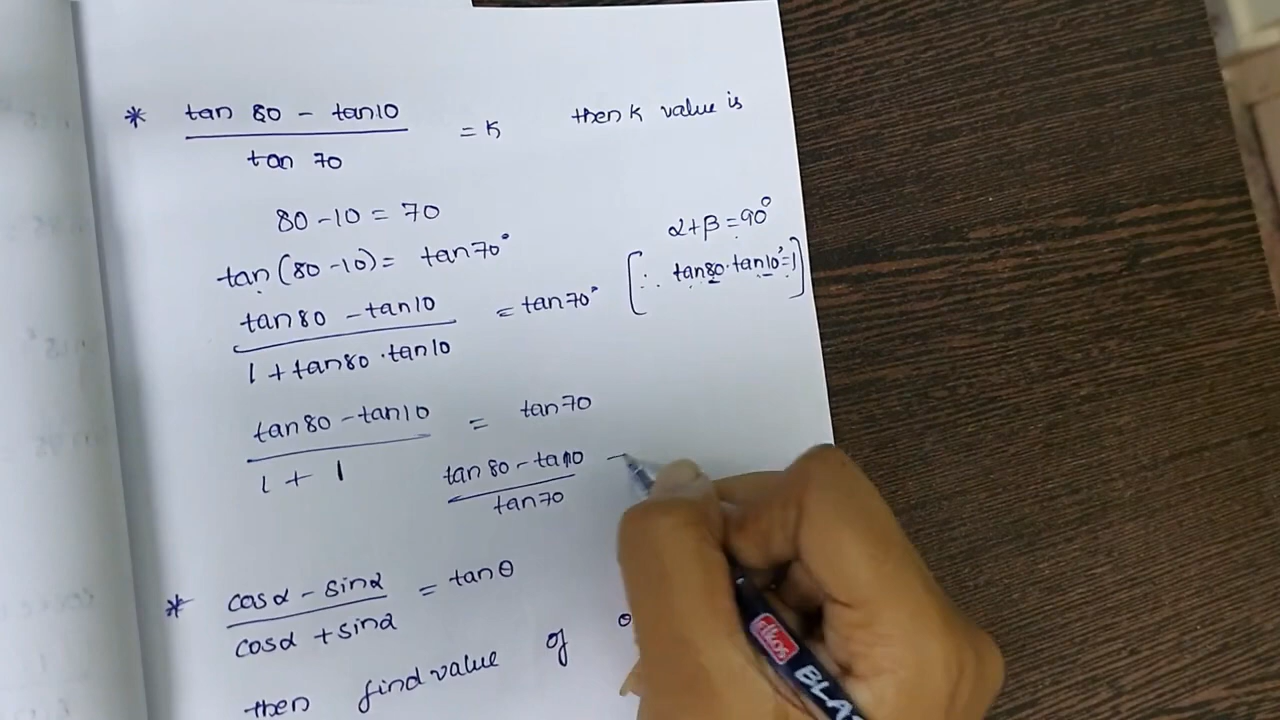 * tan 80 - tan10 = K then K value is
tan 70
80-10 = 70
α+β=90°
tan(80-10)= tan70°
[∵ tan80·tan10°=1]
tan80 - tan10 = tan70°
1+tan80·tan10
tan80-tan10 = tan70
1+1
tan80-tan10
tan70
* cosα - sinα = tanθ
cosα +sinα
then find value of θ
elkos